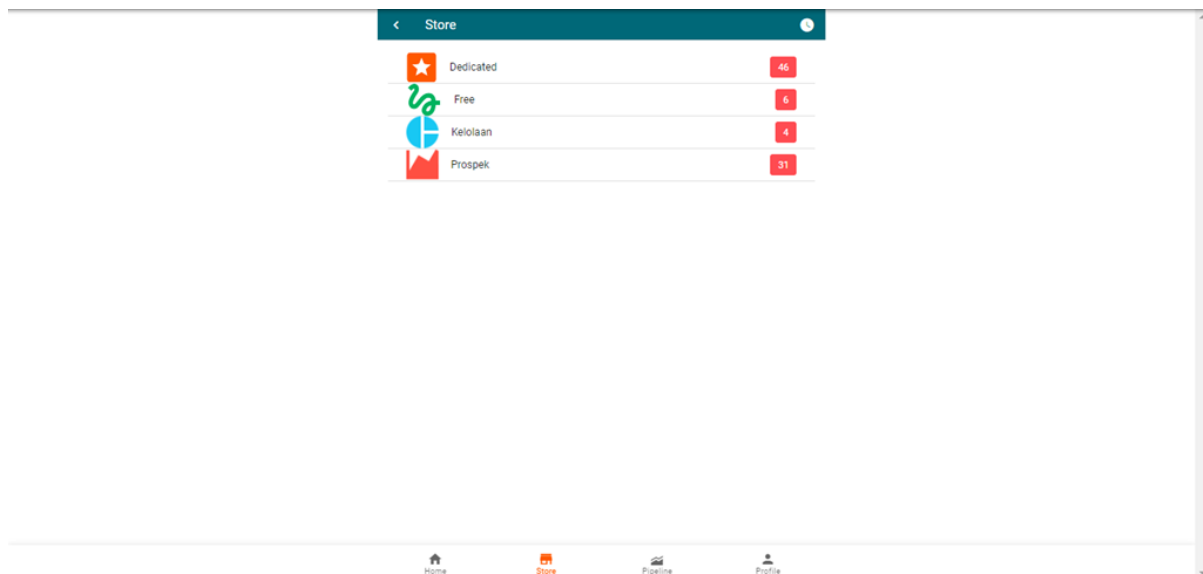 Store
Dedicated 46
Free 6
Kelolaan 4
Prospek 31
Home Store Pipeline Profile